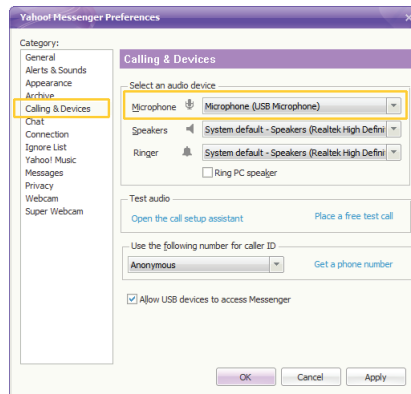 Yahoo! Messenger Preferences
Category:
General
Alerts & Sounds
Appearance
Archive
Calling & Devices
Chat
Connection
Ignore List
Yahoo! Music
Messages
Privacy
Webcam
Super Webcam
Calling & Devices
Select an audio device
Microphone Microphone (USB Microphone)
Speakers System default - Speakers (Realtek High Defini
Ringer System default - Speakers (Realtek High Defini
Ring PC speaker
Test audio
Open the call setup assistant Place a free test call
Use the following number for caller ID
Anonymous Get a phone number
Allow USB devices to access Messenger
OK Cancel Apply